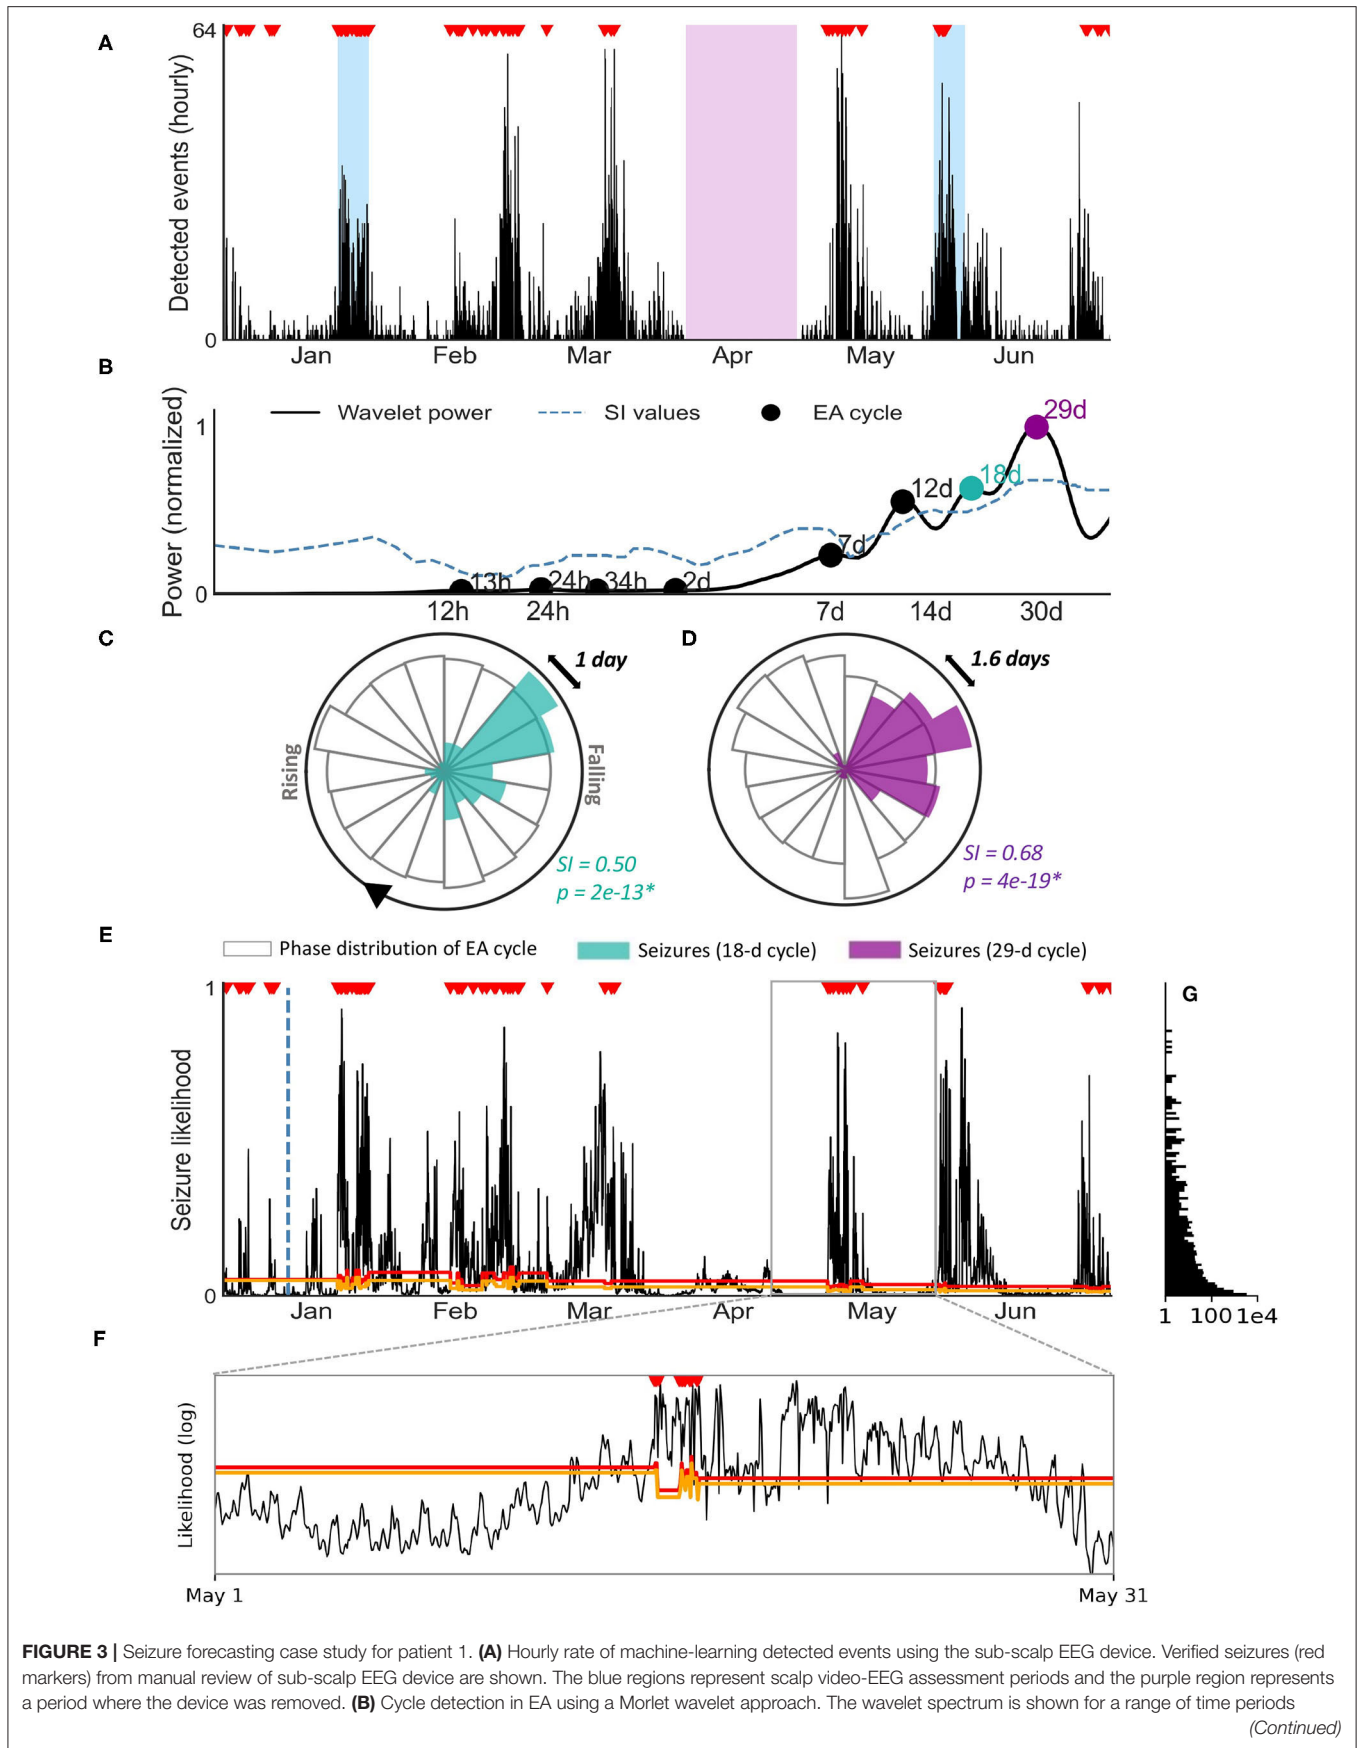 A
64
Detected events (hourly)
0
Jan Feb Mar Apr May Jun
B
Power (normalized)
1
0
Wavelet power SI values EA cycle
29d
18d
12d
7d
13h 24h 34h 2d
12h 24h 7d 14d 30d
C
1 day
Rising
Falling
SI = 0.50
p = 2e-13*
D
1.6 days
SI = 0.68
p = 4e-19*
E
Phase distribution of EA cycle Seizures (18-d cycle) Seizures (29-d cycle)
1
Seizure likelihood
0
Jan Feb Mar Apr May Jun
G
1 100 1e4
F
Likelihood (log)
May 1 May 31
FIGURE 3 | Seizure forecasting case study for patient 1. (A) Hourly rate of machine-learning detected events using the sub-scalp EEG device. Verified seizures (red
markers) from manual review of sub-scalp EEG device are shown. The blue regions represent scalp video-EEG assessment periods and the purple region represents
a period where the device was removed. (B) Cycle detection in EA using a Morlet wavelet approach. The wavelet spectrum is shown for a range of time periods
(Continued)